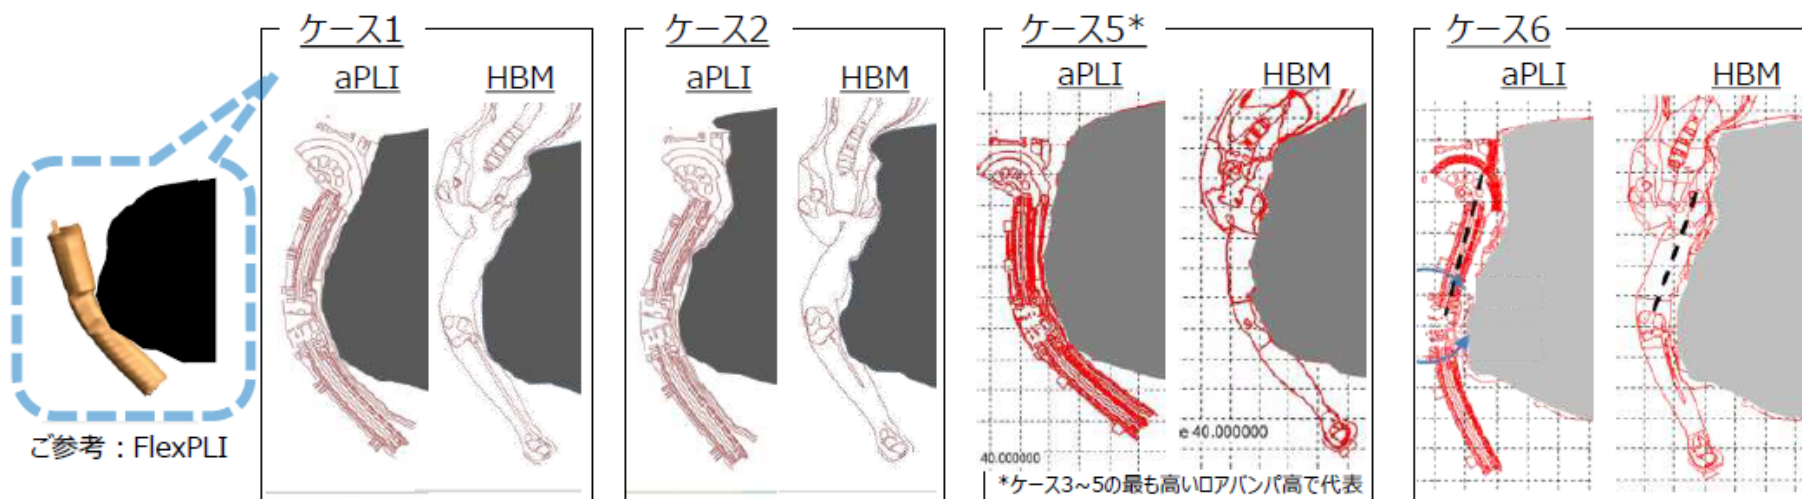 ケース1
ケース2
ケース5*
ケース6
aPLI
HBM
aPLI
HBM
aPLI
HBM
aPLI
HBM
ご参考：FlexPLI
40.000000
e 40.000000
*ケース3~5の最も高いロアバンパ高で代表